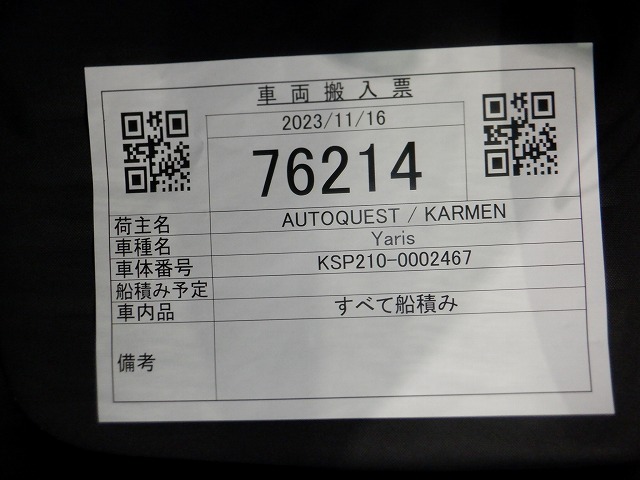 車両搬入票
2023/11/16
76214
荷主名 AUTOQUEST / KARMEN
車種名 Yaris
車体番号 KSP210-0002467
船積み予定
車内品 すべて船積み
備考